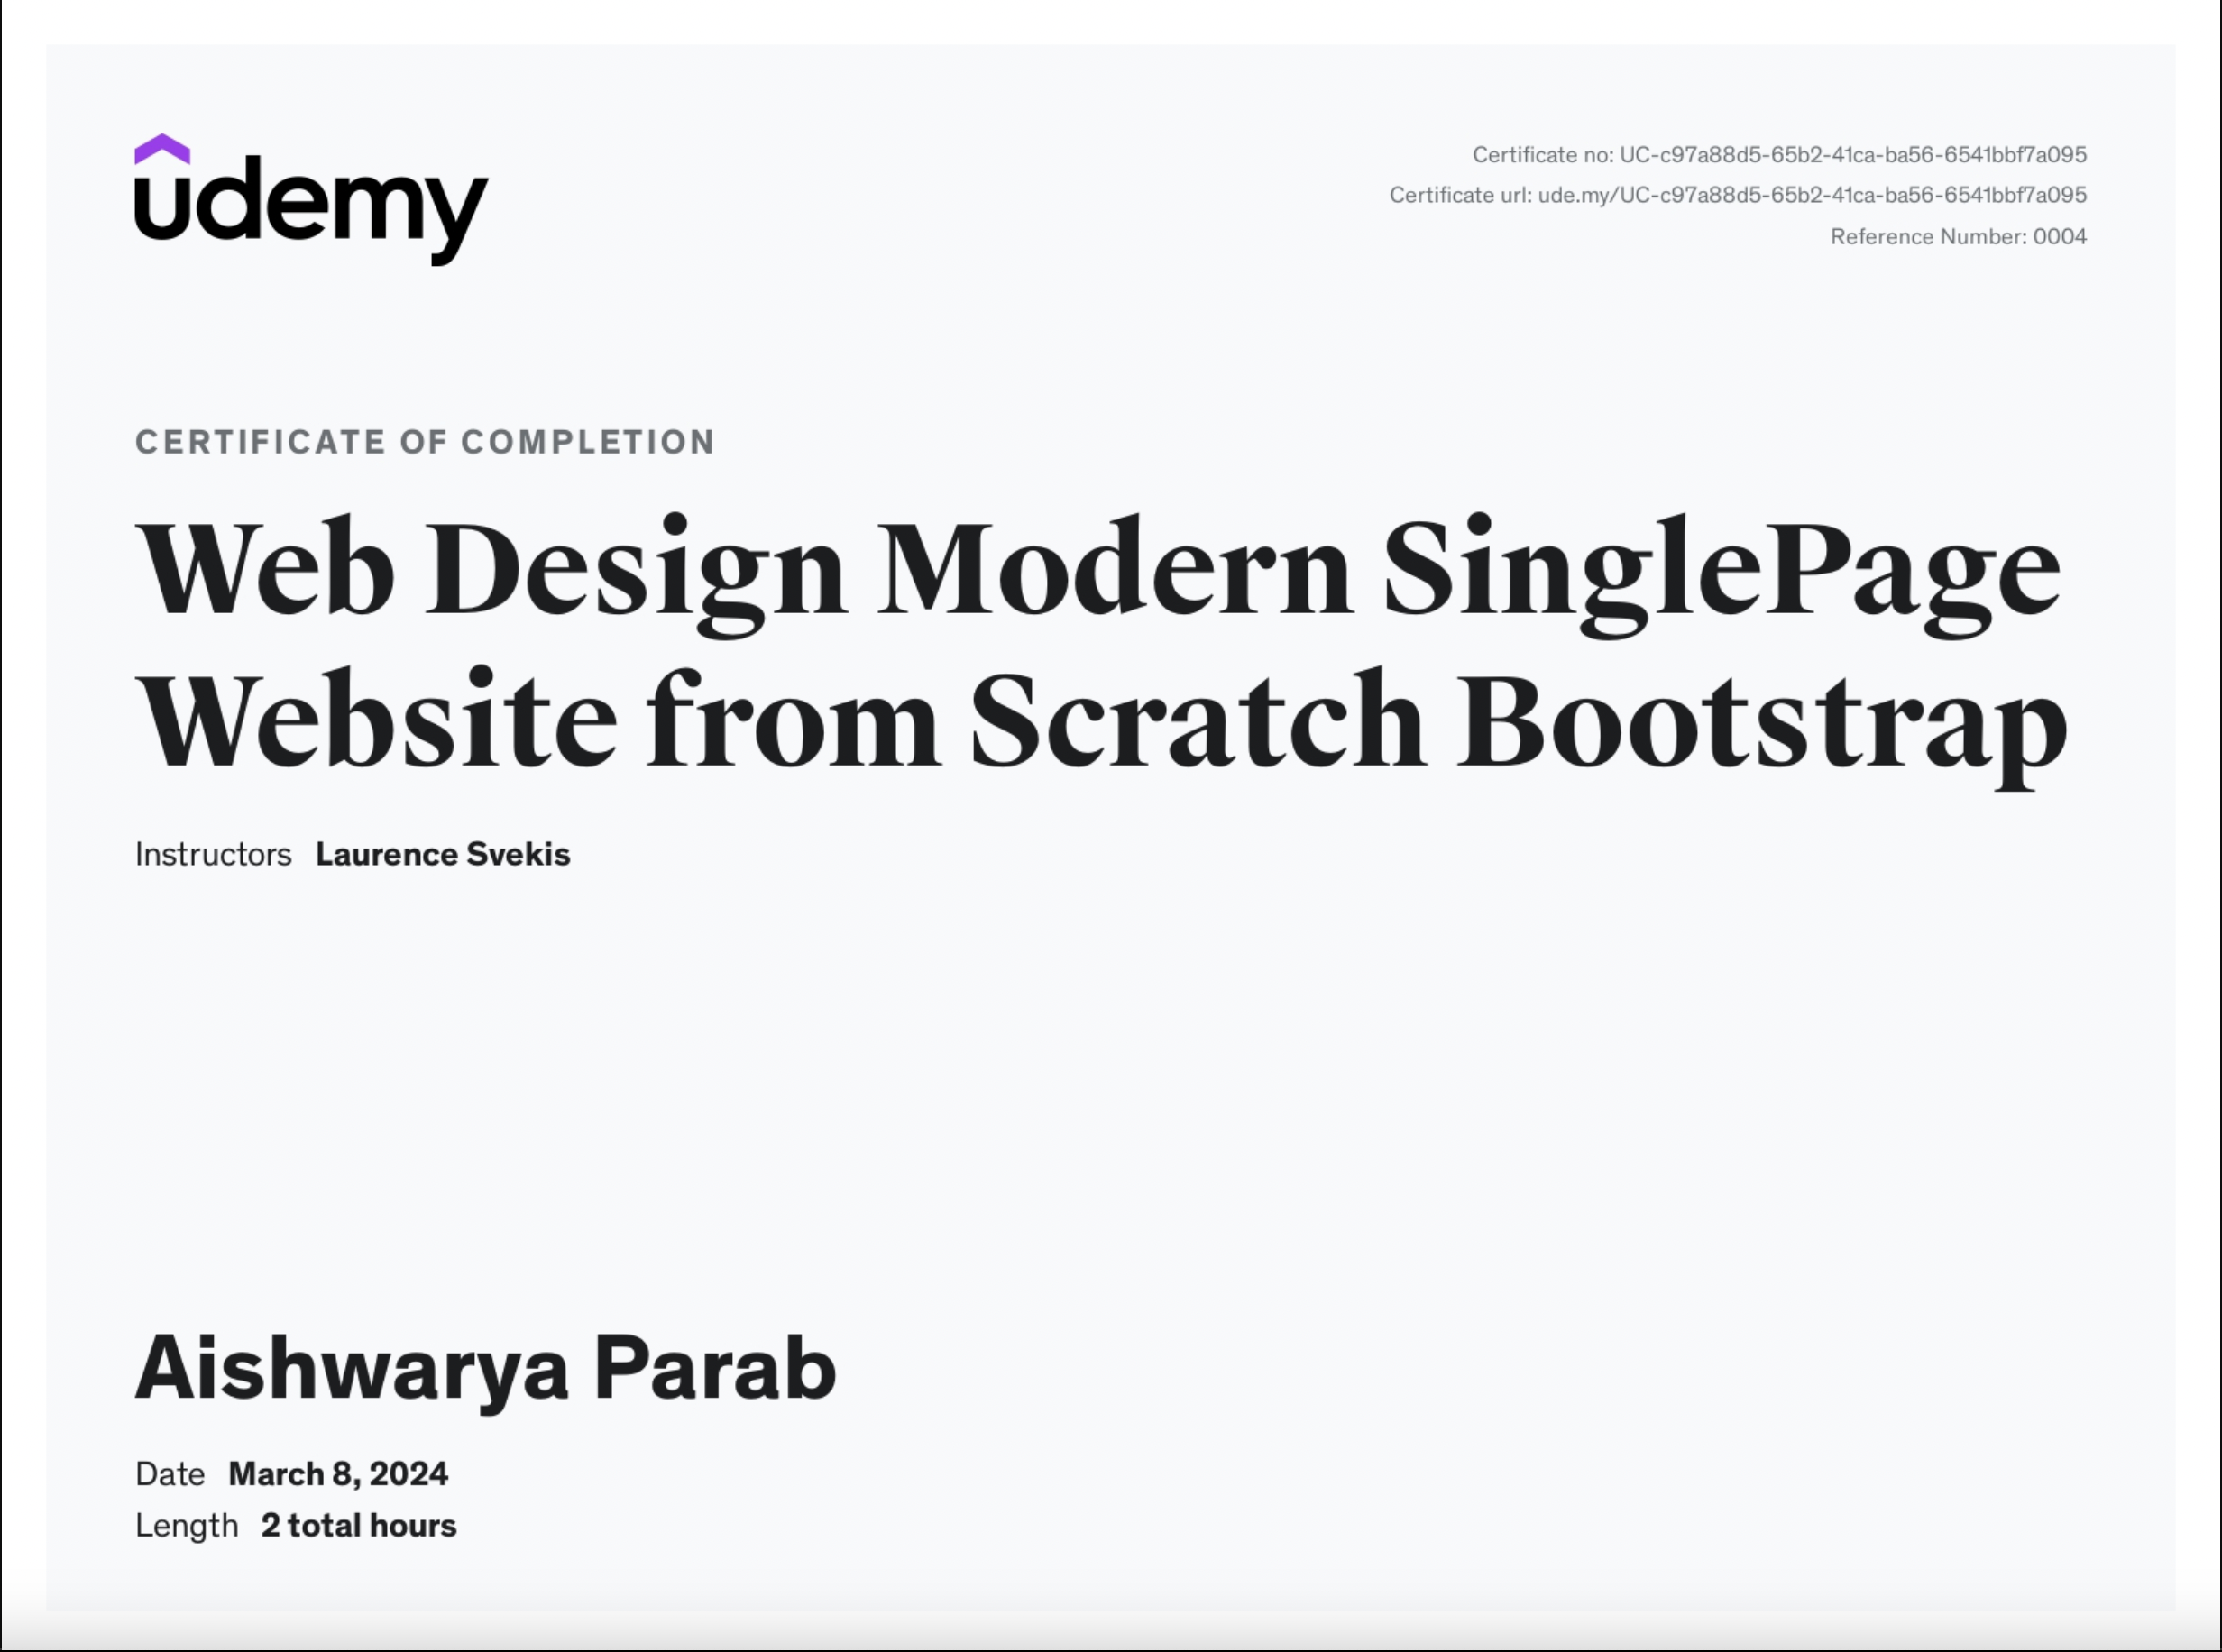 udemy
Certificate no: UC-c97a88d5-65b2-41ca-ba56-6541bbf7a095
Certificate url: ude.my/UC-c97a88d5-65b2-41ca-ba56-6541bbf7a095
Reference Number: 0004
CERTIFICATE OF COMPLETION
Web Design Modern SinglePage
Website from Scratch Bootstrap
Instructors Laurence Svekis
Aishwarya Parab
Date March 8, 2024
Length 2 total hours